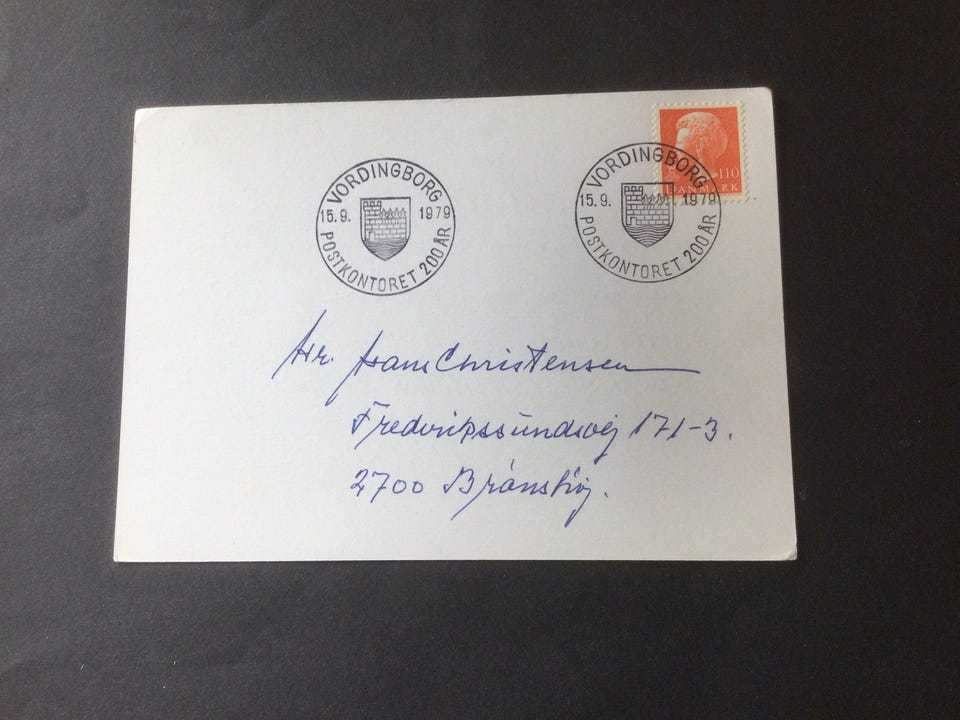 VORDINGBORG
15.9. 1979
POSTKONTORET 200 ÅR
VORDINGBORG
15.9. 1979
POSTKONTORET 200 ÅR
110
DANMARK
Hr. Hans Christensen
Frederikssundsvej 171-3.
2700 Brønshøj.